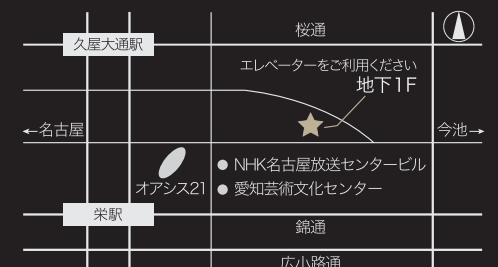 桜通
久屋大通駅
エレベーターをご利用ください
地下1F
←名古屋
今池→
NHK名古屋放送センタービル
オアシス21
愛知芸術文化センター
栄駅
錦通
広小路通